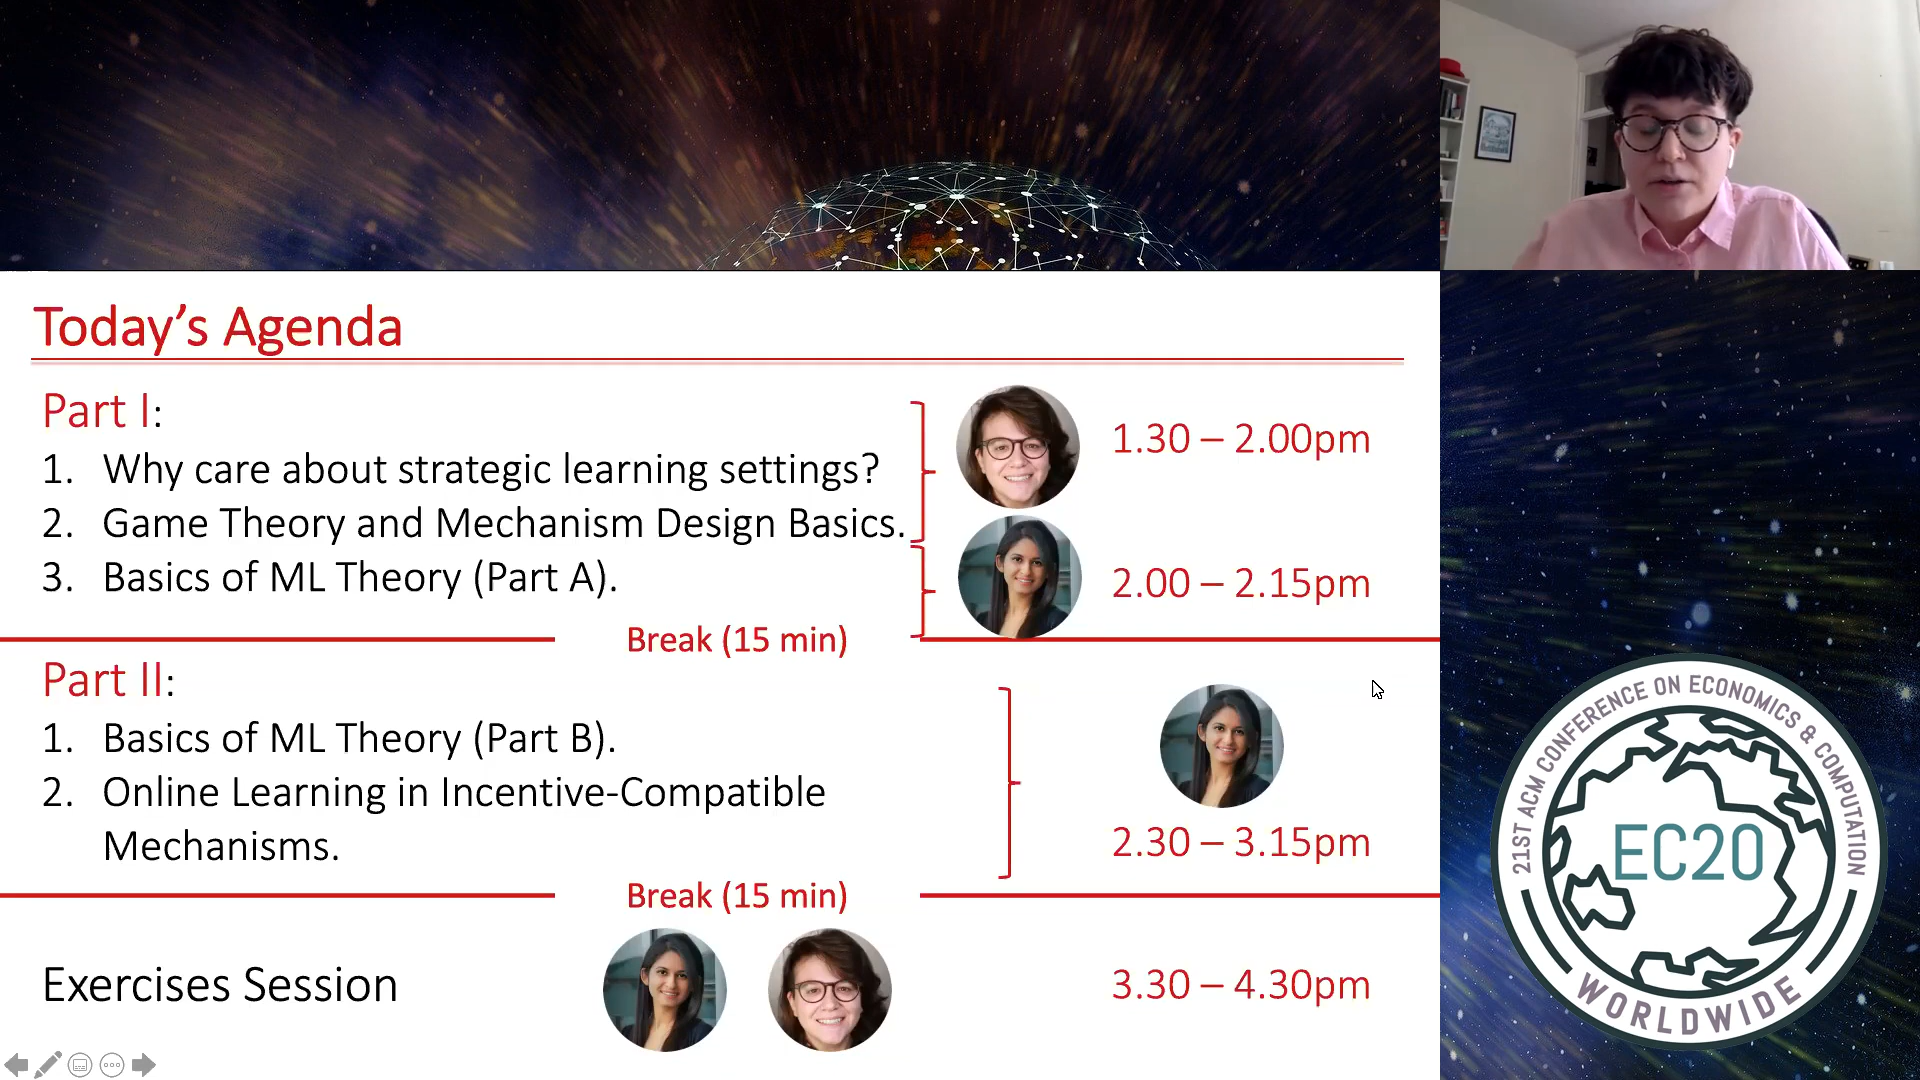 Today's Agenda
Part I:
1. Why care about strategic learning settings?
2. Game Theory and Mechanism Design Basics.
3. Basics of ML Theory (Part A).
1.30 – 2.00pm
2.00 – 2.15pm
Break (15 min)
Part II:
1. Basics of ML Theory (Part B).
2. Online Learning in Incentive-Compatible
Mechanisms.
2.30 – 3.15pm
Break (15 min)
Exercises Session
3.30 – 4.30pm
21ST ACM CONFERENCE ON ECONOMICS & COMPUTATION
EC20
WORLDWIDE